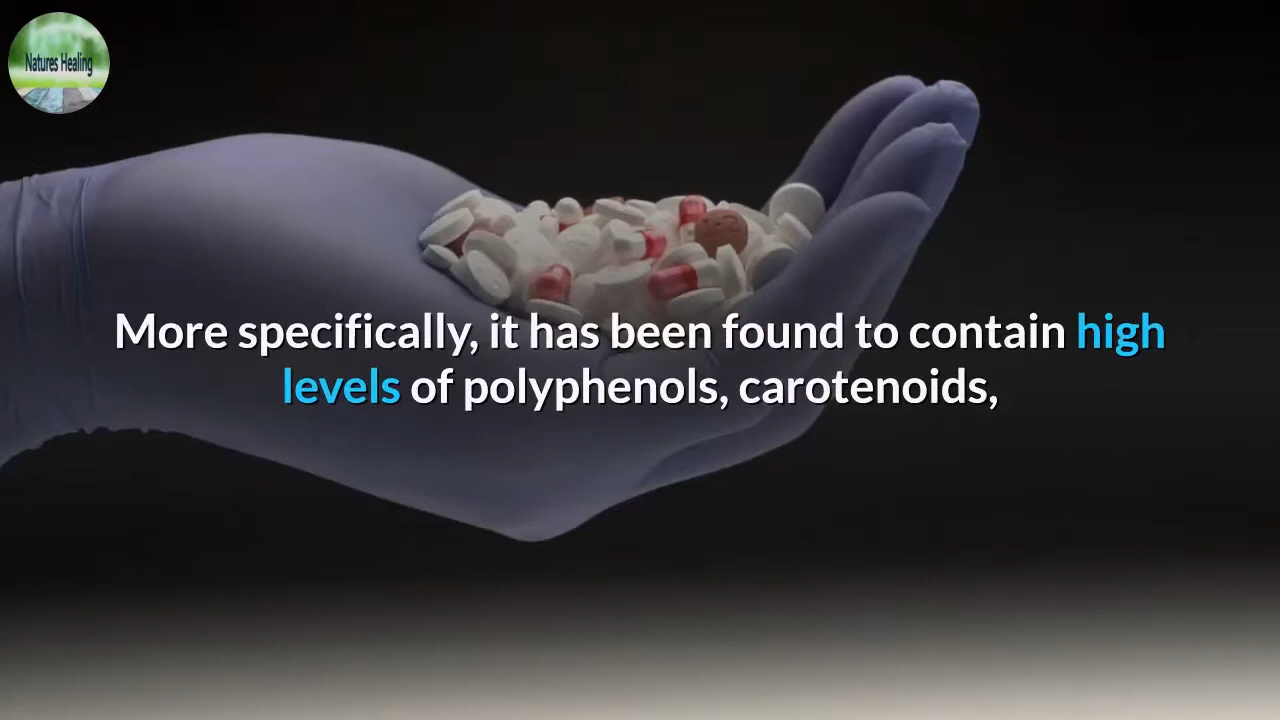 Natures Healing
More specifically, it has been found to contain high
levels of polyphenols, carotenoids,